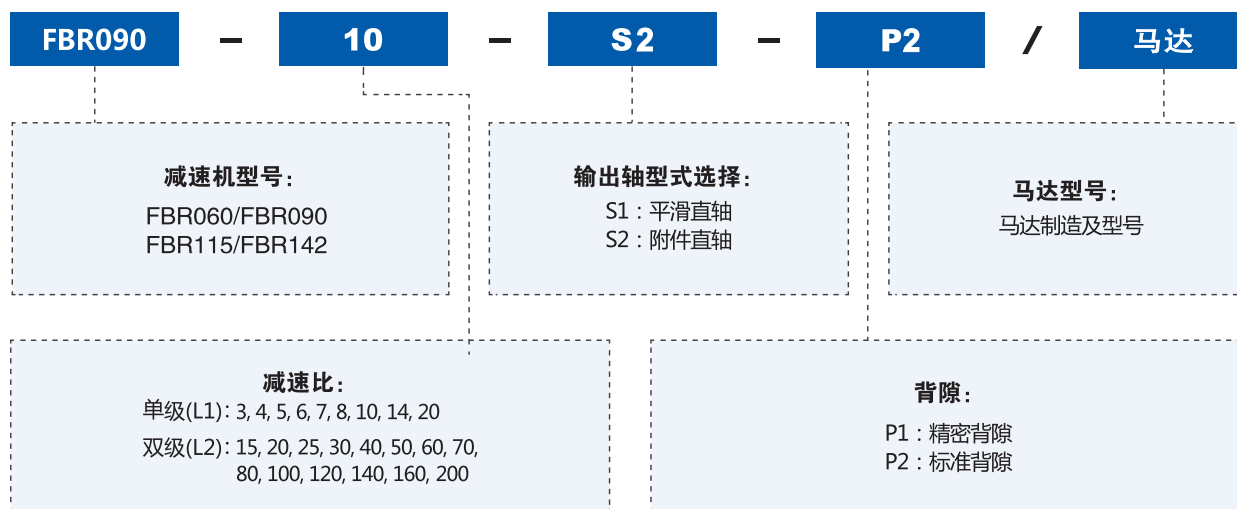 FBR090 - 10 - S2 - P2 / 马达
减速机型号:
FBR060/FBR090
FBR115/FBR142
输出轴型式选择:
S1：平滑直轴
S2：附件直轴
马达型号:
马达制造及型号
减速比:
单级(L1): 3, 4, 5, 6, 7, 8, 10, 14, 20
双级(L2): 15, 20, 25, 30, 40, 50, 60, 70,
80, 100, 120, 140, 160, 200
背隙:
P1：精密背隙
P2：标准背隙